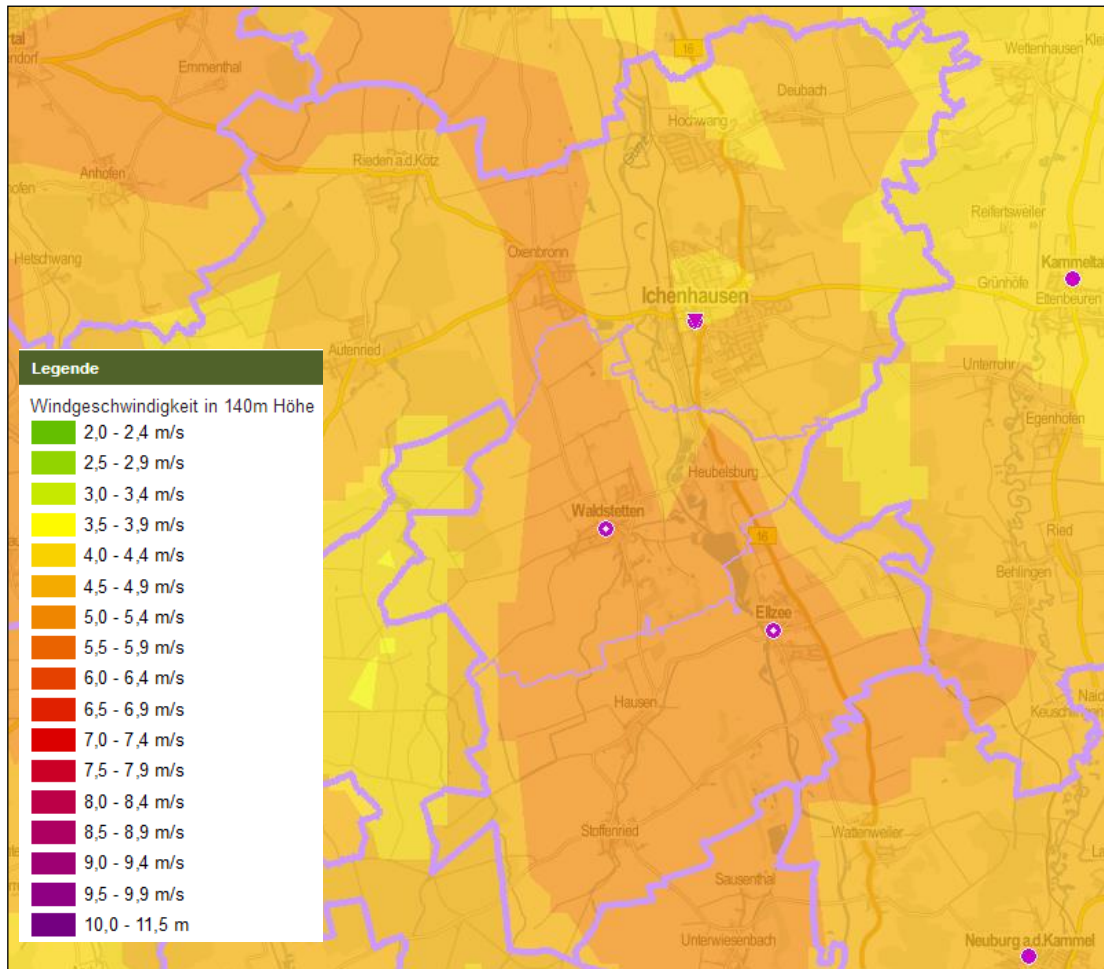 Emmenthal
16
Wettenhausen
Deubach
Hochwang
Rieden a.d.Kötz
Anhofen
Günz
Reifertsweiler
Hetschwang
Oxenbronn
Kammeltal
Grünhöfe
Ichenhausen
Ettenbeuren
Autenried
Unterrohr
Egenhofen
Heubelsburg
Waldstetten
16
Ried
Behlingen
Ellzee
Hausen
Stoffenried
Wattenweiler
Sausenthal
Unterwiesenbach
Neuburg a.d.Kammel
Legende
Windgeschwindigkeit in 140m Höhe
2,0 - 2,4 m/s
2,5 - 2,9 m/s
3,0 - 3,4 m/s
3,5 - 3,9 m/s
4,0 - 4,4 m/s
4,5 - 4,9 m/s
5,0 - 5,4 m/s
5,5 - 5,9 m/s
6,0 - 6,4 m/s
6,5 - 6,9 m/s
7,0 - 7,4 m/s
7,5 - 7,9 m/s
8,0 - 8,4 m/s
8,5 - 8,9 m/s
9,0 - 9,4 m/s
9,5 - 9,9 m/s
10,0 - 11,5 m